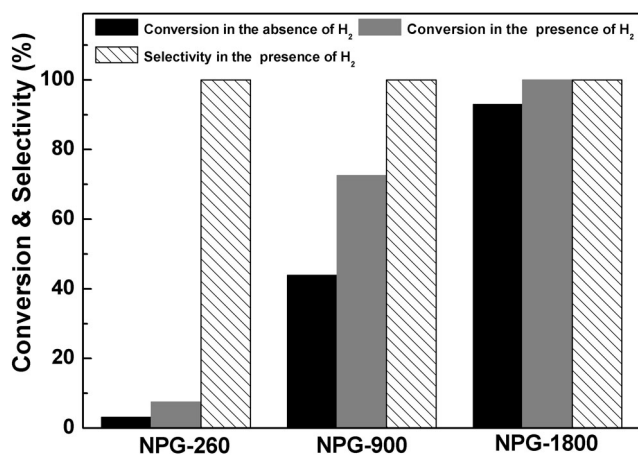 Conversion in the absence of H2 Conversion in the presence of H2
Selectivity in the presence of H2
Conversion & Selectivity (%)
100
80
60
40
20
0
NPG-260 NPG-900 NPG-1800